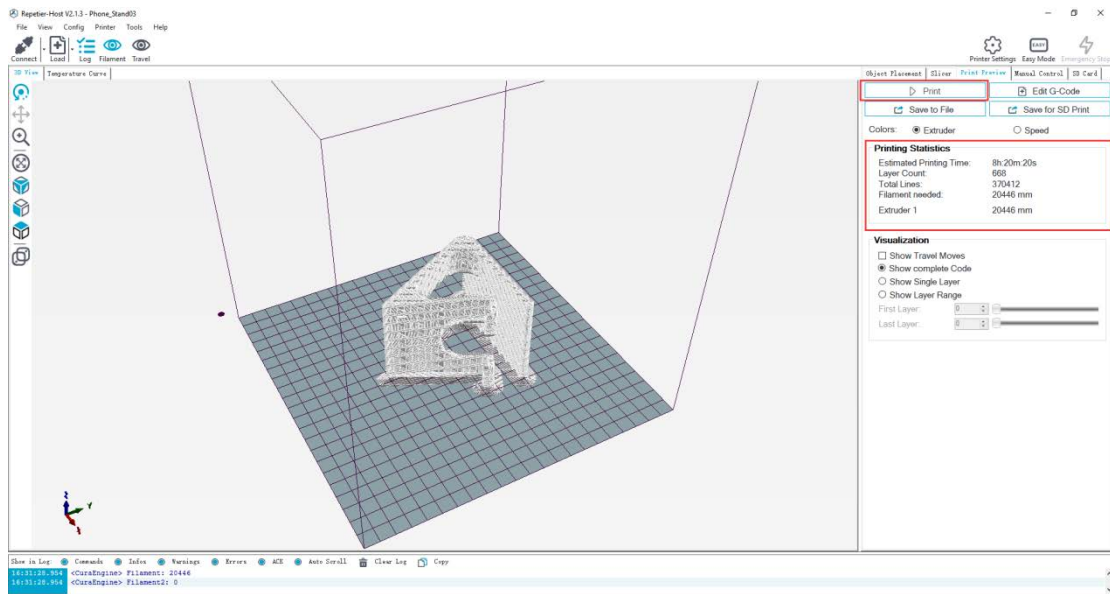 Repetier-Host V2.1.3 - Phone_Stand03
File View Config Printer Tools Help
Connect Load Log Filament Travel Printer Settings Easy Mode Emergency Stop
EASY
3D View Temperature Curve
Object Placement Slicer Print Preview Manual Control SD Card
Print Edit G-Code
Save to File Save for SD Print
Colors: Extruder Speed
Printing Statistics
Estimated Printing Time: 8h:20m:20s
Layer Count: 668
Total Lines: 370412
Filament needed: 20446 mm
Extruder 1 20446 mm
Visualization
Show Travel Moves
Show complete Code
Show Single Layer
Show Layer Range
First Layer: 0
Last Layer: 0
Y
Show in Log: Commands Infos Warnings Errors ACK Auto Scroll Clear Log Copy
16:31:28.954 <CuraEngine> Filament: 20446
16:31:28.954 <CuraEngine> Filament2: 0